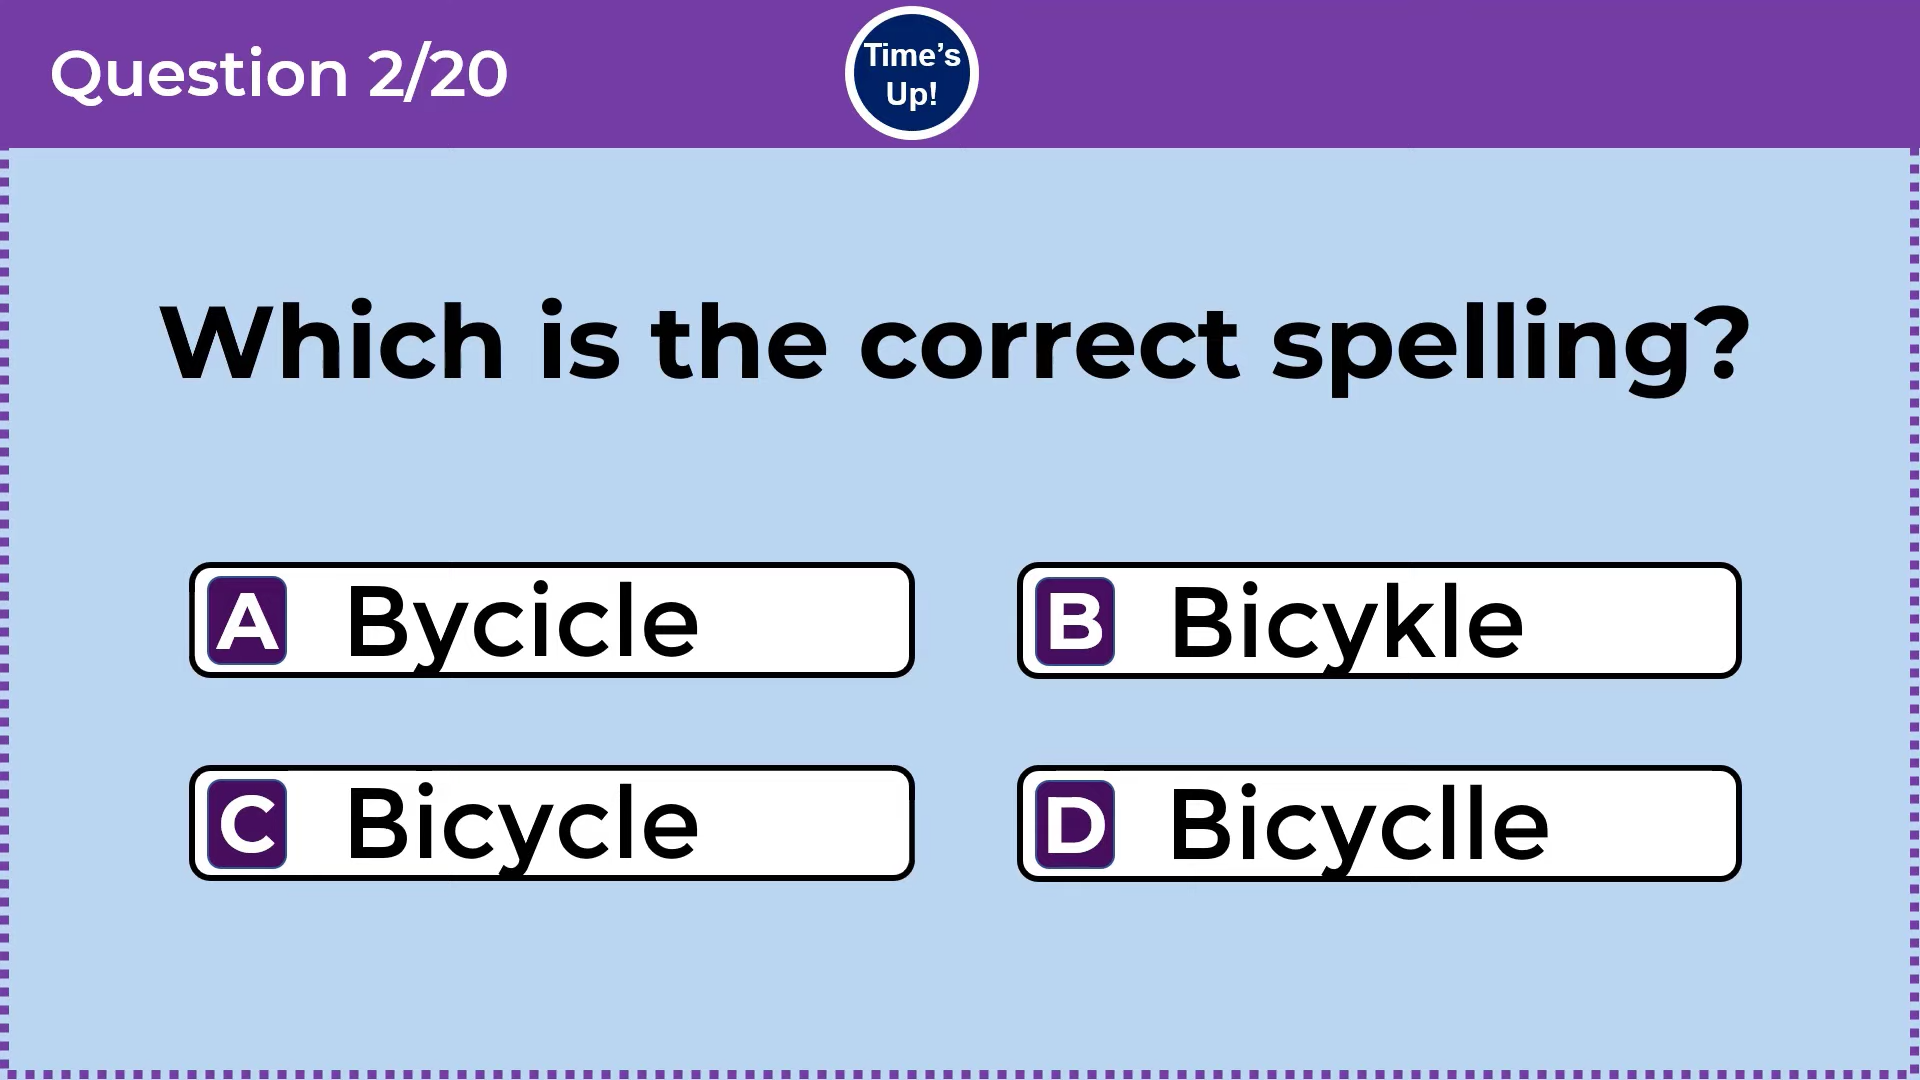 Question 2/20
Time's
Up!
Which is the correct spelling?
A Bycicle
B Bicykle
C Bicycle
D Bicyclle